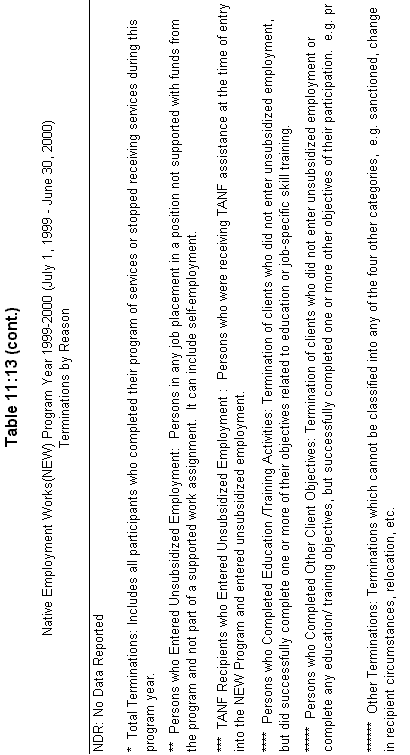 Table 11:13 (cont.)
Native Employment Works(NEW) Program Year 1999-2000 (July 1, 1999 - June 30, 2000)
Terminations by Reason
NDR: No Data Reported
* Total Terminations: Includes all participants who completed their program of services or stopped receiving services during this
program year.
** Persons who Entered Unsubsidized Employment: Persons in any job placement in a position not supported with funds from
the program and not part of a supported work assignment. It can include self-employment.
*** TANF Recipients who Entered Unsubsidized Employment : Persons who were receiving TANF assistance at the time of entry
into the NEW Program and entered unsubsidized employment.
**** Persons who Completed Education /Training Activities: Termination of clients who did not enter unsubsidized employment,
but did successfully complete one or more of their objectives related to education or job-specific skill training.
***** Persons who Completed Other Client Objectives: Termination of clients who did not enter unsubsidized employment or
complete any education/ training objectives, but successfully completed one or more other objectives of their participation. e.g. pr
****** Other Terminations: Terminations which cannot be classified into any of the four other categories, e.g. sanctioned, change
in recipient circumstances, relocation, etc.